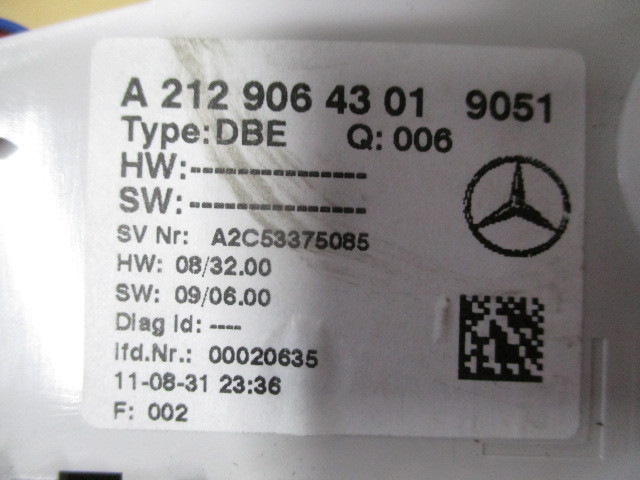 A 212 906 43 01 9051
Type: DBE Q: 006
HW:--------------
SW:--------------
SV Nr: A2C53375085
HW: 08/32.00
SW: 09/06.00
Diag Id: ----
lfd.Nr.: 00020635
11-08-31 23:36
F: 002